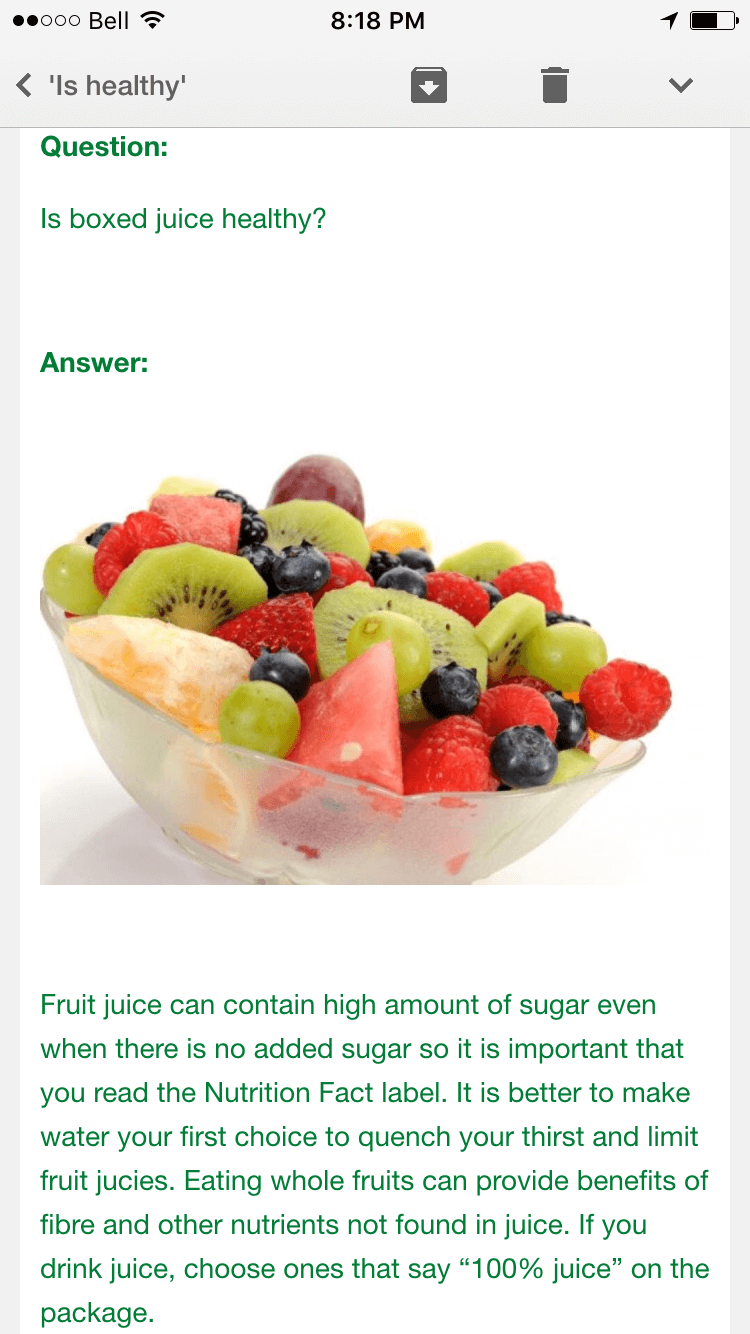 Bell 8:18 PM
'Is healthy'
Question:
Is boxed juice healthy?
Answer:
Fruit juice can contain high amount of sugar even
when there is no added sugar so it is important that
you read the Nutrition Fact label. It is better to make
water your first choice to quench your thirst and limit
fruit jucies. Eating whole fruits can provide benefits of
fibre and other nutrients not found in juice. If you
drink juice, choose ones that say “100% juice” on the
package.